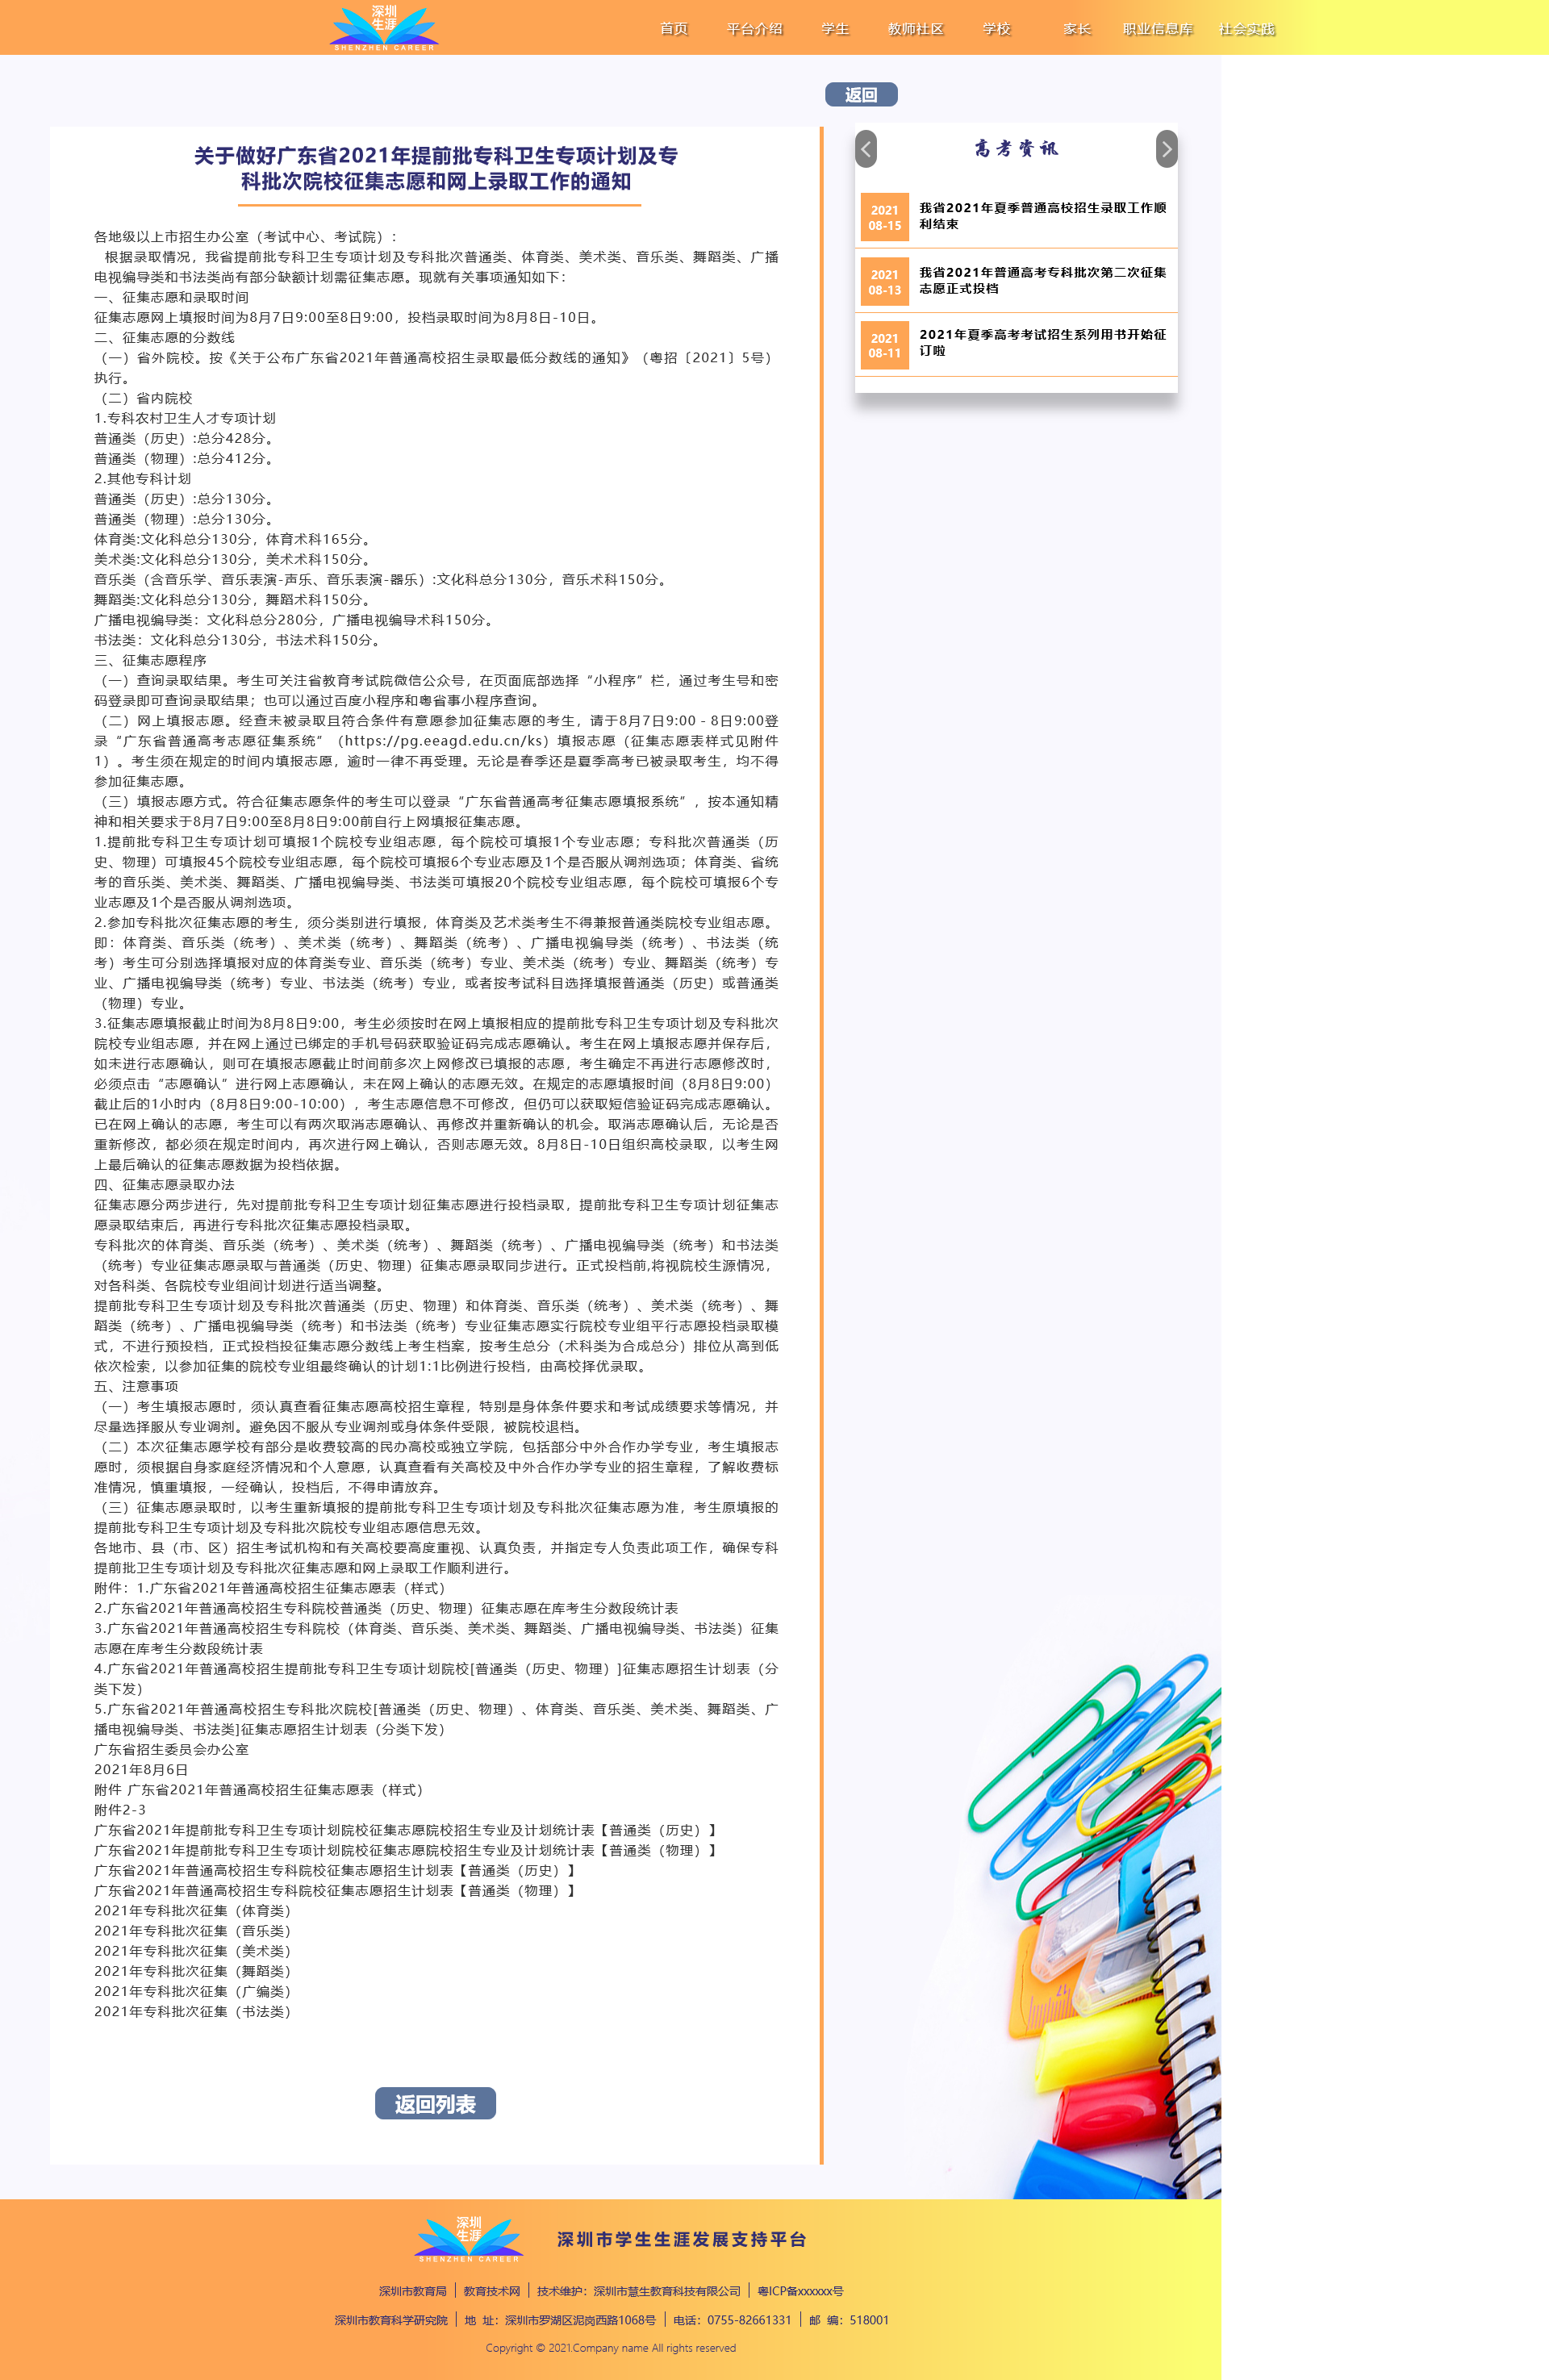 深圳
生涯
SHENZHEN CAREER
首页 平台介绍 学生 教师社区 学校 家长 职业信息库 社会实践
返回
关于做好广东省2021年提前批专科卫生专项计划及专
科批次院校征集志愿和网上录取工作的通知
各地级以上市招生办公室（考试中心、考试院）：
根据录取情况，我省提前批专科卫生专项计划及专科批次普通类、体育类、美术类、音乐类、舞蹈类、广播
电视编导类和书法类尚有部分缺额计划需征集志愿。现就有关事项通知如下：
一、征集志愿和录取时间
征集志愿网上填报时间为8月7日9:00至8日9:00，投档录取时间为8月8日-10日。
二、征集志愿的分数线
（一）省外院校。按《关于公布广东省2021年普通高校招生录取最低分数线的通知》（粤招〔2021〕5号）
执行。
（二）省内院校
1.专科农村卫生人才专项计划
普通类（历史）:总分428分。
普通类（物理）:总分412分。
2.其他专科计划
普通类（历史）:总分130分。
普通类（物理）:总分130分。
体育类:文化科总分130分，体育术科165分。
美术类:文化科总分130分，美术术科150分。
音乐类（含音乐学、音乐表演-声乐、音乐表演-器乐）:文化科总分130分，音乐术科150分。
舞蹈类:文化科总分130分，舞蹈术科150分。
广播电视编导类：文化科总分280分，广播电视编导术科150分。
书法类：文化科总分130分，书法术科150分。
三、征集志愿程序
（一）查询录取结果。考生可关注省教育考试院微信公众号，在页面底部选择“小程序”栏，通过考生号和密
码登录即可查询录取结果；也可以通过百度小程序和粤省事小程序查询。
（二）网上填报志愿。经查未被录取且符合条件有意愿参加征集志愿的考生，请于8月7日9:00 - 8日9:00登
录“广东省普通高考志愿征集系统”（https://pg.eeagd.edu.cn/ks）填报志愿（征集志愿表样式见附件
1）。考生须在规定的时间内填报志愿，逾时一律不再受理。无论是春季还是夏季高考已被录取考生，均不得
参加征集志愿。
（三）填报志愿方式。符合征集志愿条件的考生可以登录“广东省普通高考征集志愿填报系统”，按本通知精
神和相关要求于8月7日9:00至8月8日9:00前自行上网填报征集志愿。
1.提前批专科卫生专项计划可填报1个院校专业组志愿，每个院校可填报1个专业志愿；专科批次普通类（历
史、物理）可填报45个院校专业组志愿，每个院校可填报6个专业志愿及1个是否服从调剂选项；体育类、省统
考的音乐类、美术类、舞蹈类、广播电视编导类、书法类可填报20个院校专业组志愿，每个院校可填报6个专
业志愿及1个是否服从调剂选项。
2.参加专科批次征集志愿的考生，须分类别进行填报，体育类及艺术类考生不得兼报普通类院校专业组志愿。
即：体育类、音乐类（统考）、美术类（统考）、舞蹈类（统考）、广播电视编导类（统考）、书法类（统
考）考生可分别选择填报对应的体育类专业、音乐类（统考）专业、美术类（统考）专业、舞蹈类（统考）专
业、广播电视编导类（统考）专业、书法类（统考）专业，或者按考试科目选择填报普通类（历史）或普通类
（物理）专业。
3.征集志愿填报截止时间为8月8日9:00，考生必须按时在网上填报相应的提前批专科卫生专项计划及专科批次
院校专业组志愿，并在网上通过已绑定的手机号码获取验证码完成志愿确认。考生在网上填报志愿并保存后，
如未进行志愿确认，则可在填报志愿截止时间前多次上网修改已填报的志愿，考生确定不再进行志愿修改时，
必须点击“志愿确认”进行网上志愿确认，未在网上确认的志愿无效。在规定的志愿填报时间（8月8日9:00）
截止后的1小时内（8月8日9:00-10:00），考生志愿信息不可修改，但仍可以获取短信验证码完成志愿确认。
已在网上确认的志愿，考生可以有两次取消志愿确认、再修改并重新确认的机会。取消志愿确认后，无论是否
重新修改，都必须在规定时间内，再次进行网上确认，否则志愿无效。8月8日-10日组织高校录取，以考生网
上最后确认的征集志愿数据为投档依据。
四、征集志愿录取办法
征集志愿分两步进行，先对提前批专科卫生专项计划征集志愿进行投档录取，提前批专科卫生专项计划征集志
愿录取结束后，再进行专科批次征集志愿投档录取。
专科批次的体育类、音乐类（统考）、美术类（统考）、舞蹈类（统考）、广播电视编导类（统考）和书法类
（统考）专业征集志愿录取与普通类（历史、物理）征集志愿录取同步进行。正式投档前,将视院校生源情况，
对各科类、各院校专业组间计划进行适当调整。
提前批专科卫生专项计划及专科批次普通类（历史、物理）和体育类、音乐类（统考）、美术类（统考）、舞
蹈类（统考）、广播电视编导类（统考）和书法类（统考）专业征集志愿实行院校专业组平行志愿投档录取模
式，不进行预投档，正式投档投征集志愿分数线上考生档案，按考生总分（术科类为合成总分）排位从高到低
依次检索，以参加征集的院校专业组最终确认的计划1:1比例进行投档，由高校择优录取。
五、注意事项
（一）考生填报志愿时，须认真查看征集志愿高校招生章程，特别是身体条件要求和考试成绩要求等情况，并
尽量选择服从专业调剂。避免因不服从专业调剂或身体条件受限，被院校退档。
（二）本次征集志愿学校有部分是收费较高的民办高校或独立学院，包括部分中外合作办学专业，考生填报志
愿时，须根据自身家庭经济情况和个人意愿，认真查看有关高校及中外合作办学专业的招生章程，了解收费标
准情况，慎重填报，一经确认，投档后，不得申请放弃。
（三）征集志愿录取时，以考生重新填报的提前批专科卫生专项计划及专科批次征集志愿为准，考生原填报的
提前批专科卫生专项计划及专科批次院校专业组志愿信息无效。
各地市、县（市、区）招生考试机构和有关高校要高度重视、认真负责，并指定专人负责此项工作，确保专科
提前批卫生专项计划及专科批次征集志愿和网上录取工作顺利进行。
附件：1.广东省2021年普通高校招生征集志愿表（样式）
2.广东省2021年普通高校招生专科院校普通类（历史、物理）征集志愿在库考生分数段统计表
3.广东省2021年普通高校招生专科院校（体育类、音乐类、美术类、舞蹈类、广播电视编导类、书法类）征集
志愿在库考生分数段统计表
4.广东省2021年普通高校招生提前批专科卫生专项计划院校[普通类（历史、物理）]征集志愿招生计划表（分
类下发）
5.广东省2021年普通高校招生专科批次院校[普通类（历史、物理）、体育类、音乐类、美术类、舞蹈类、广
播电视编导类、书法类]征集志愿招生计划表（分类下发）
广东省招生委员会办公室
2021年8月6日
附件 广东省2021年普通高校招生征集志愿表（样式）
附件2-3
广东省2021年提前批专科卫生专项计划院校征集志愿院校招生专业及计划统计表【普通类（历史）】
广东省2021年提前批专科卫生专项计划院校征集志愿院校招生专业及计划统计表【普通类（物理）】
广东省2021年普通高校招生专科院校征集志愿招生计划表【普通类（历史）】
广东省2021年普通高校招生专科院校征集志愿招生计划表【普通类（物理）】
2021年专科批次征集（体育类）
2021年专科批次征集（音乐类）
2021年专科批次征集（美术类）
2021年专科批次征集（舞蹈类）
2021年专科批次征集（广编类）
2021年专科批次征集（书法类）
返回列表
高考资讯
2021
08-15
我省2021年夏季普通高校招生录取工作顺
利结束
2021
08-13
我省2021年普通高考专科批次第二次征集
志愿正式投档
2021
08-11
2021年夏季高考考试招生系列用书开始征
订啦
深圳
生涯
SHENZHEN CAREER
深圳市学生生涯发展支持平台
深圳市教育局 教育技术网 技术维护：深圳市慧生教育科技有限公司 粤ICP备xxxxxx号
深圳市教育科学研究院 地 址：深圳市罗湖区泥岗西路1068号 电话：0755-82661331 邮 编：518001
Copyright © 2021.Company name All rights reserved